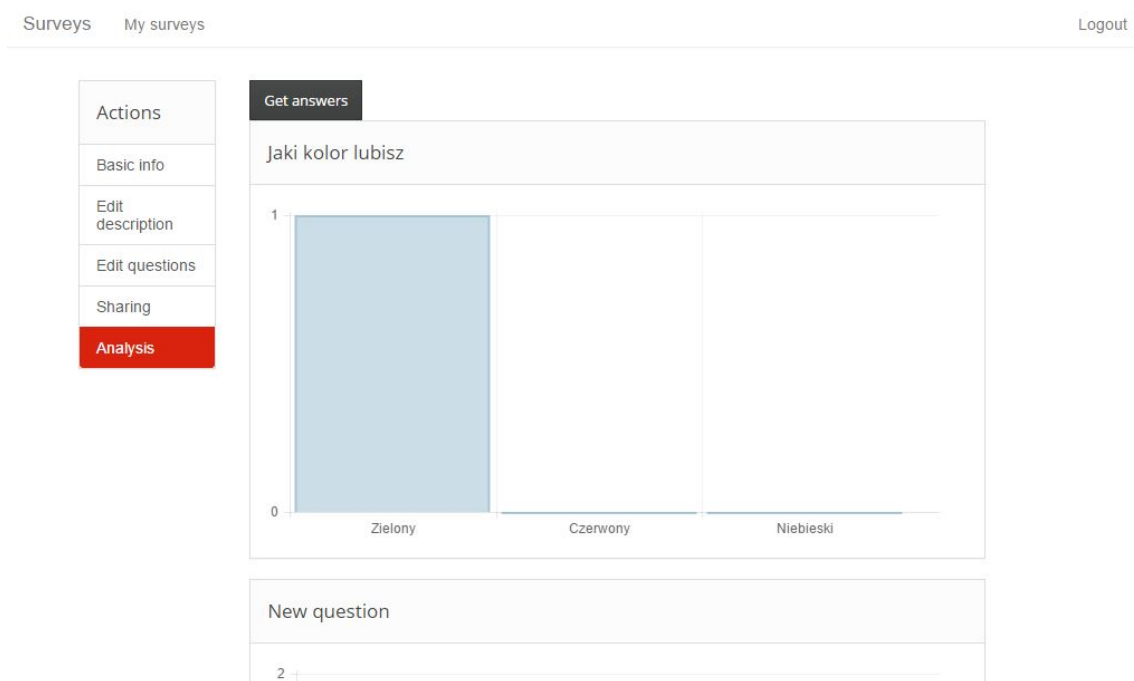 Surveys My surveys Logout
Actions
Basic info
Edit
description
Edit questions
Sharing
Analysis
Get answers
Jaki kolor lubisz
1
0
Zielony Czerwony Niebieski
New question
2